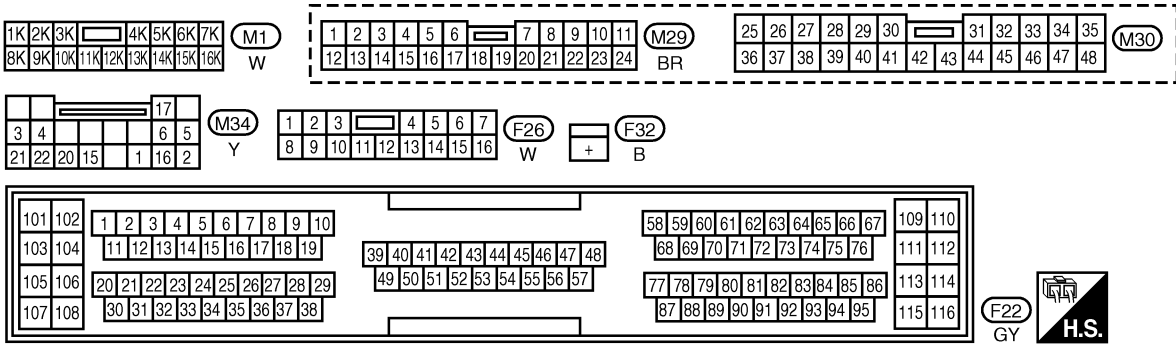 1K 2K 3K 4K 5K 6K 7K
8K 9K 10K 11K 12K 13K 14K 15K 16K
M1
W
1 2 3 4 5 6 7 8 9 10 11
12 13 14 15 16 17 18 19 20 21 22 23 24
M29
BR
25 26 27 28 29 30 31 32 33 34 35
36 37 38 39 40 41 42 43 44 45 46 47 48
M30
17
3 4 6 5
21 22 20 15 1 16 2
M34
Y
1 2 3 4 5 6 7
8 9 10 11 12 13 14 15 16
F26
W
+
F32
B
101 102
103 104
105 106
107 108
1 2 3 4 5 6 7 8 9 10
11 12 13 14 15 16 17 18 19
20 21 22 23 24 25 26 27 28 29
30 31 32 33 34 35 36 37 38
39 40 41 42 43 44 45 46 47 48
49 50 51 52 53 54 55 56 57
58 59 60 61 62 63 64 65 66 67
68 69 70 71 72 73 74 75 76
77 78 79 80 81 82 83 84 85 86
87 88 89 90 91 92 93 94 95
109 110
111 112
113 114
115 116
F22
GY
H.S.